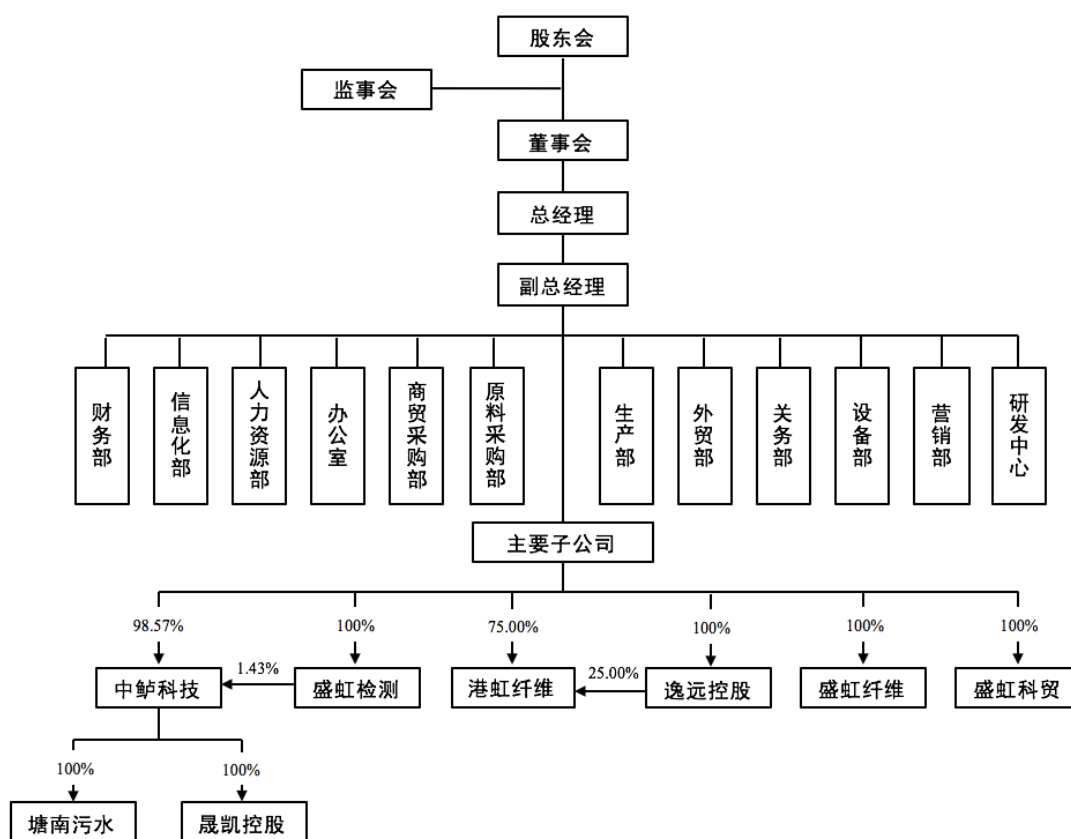 股东会
监事会
董事会
总经理
副总经理
财务部
信息化部
人力资源部
办公室
商贸采购部
原料采购部
生产部
外贸部
关务部
设备部
营销部
研发中心
主要子公司
98.57%
100%
75.00%
100%
100%
100%
中鲈科技
1.43%
盛虹检测
港虹纤维
25.00%
逸远控股
盛虹纤维
盛虹科贸
100%
100%
塘南污水
晟凯控股